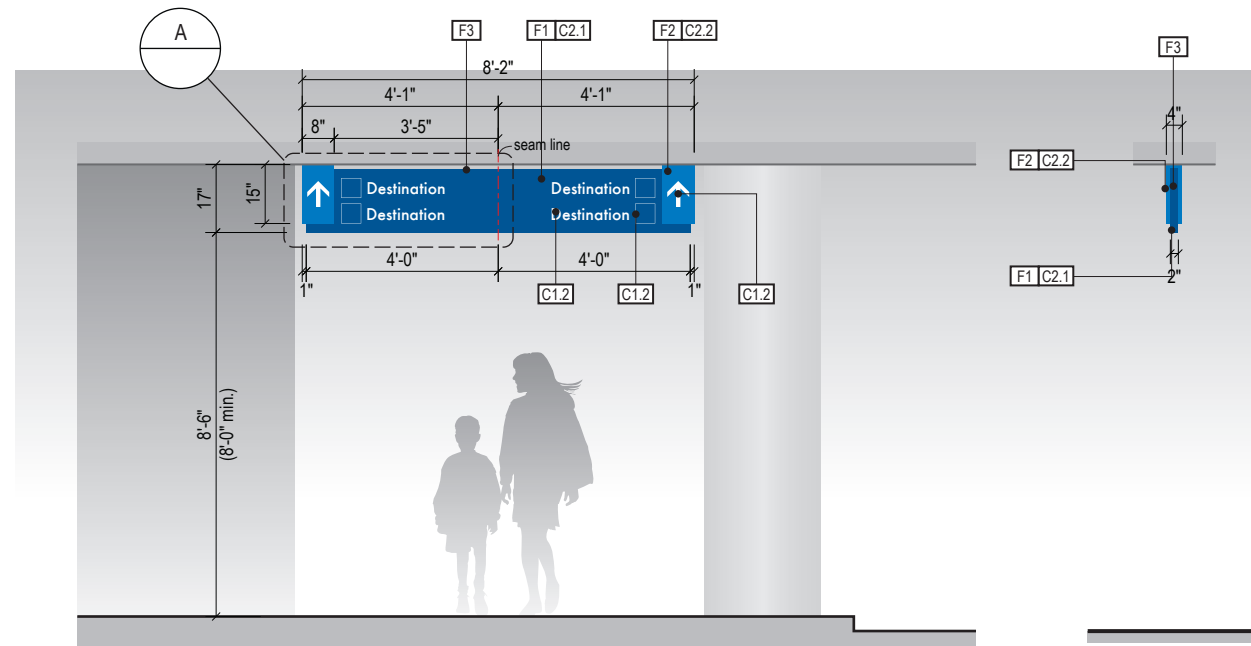 A
F3
F1 C2.1
F2 C2.2
F3
8'-2"
4'-1" 4'-1"
8" 3'-5"
seam line
4"
F2 C2.2
17"
15"
Destination Destination
Destination Destination
4'-0" 4'-0"
1" 1"
C1.2 C1.2 C1.2
F1 C2.1
2"
8'-6"
(8'-0" min.)